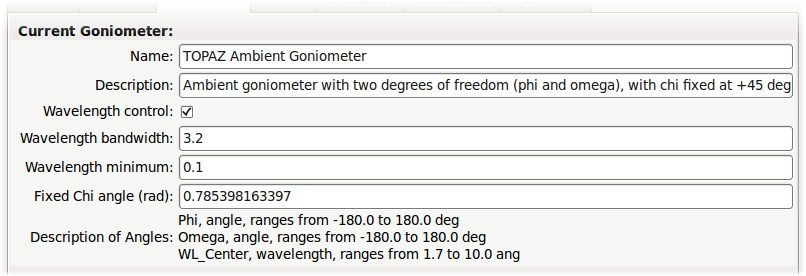 Current Goniometer:
Name: TOPAZ Ambient Goniometer
Description: Ambient goniometer with two degrees of freedom (phi and omega), with chi fixed at +45 deg
Wavelength control:
Wavelength bandwidth: 3.2
Wavelength minimum: 0.1
Fixed Chi angle (rad): 0.785398163397
Phi, angle, ranges from -180.0 to 180.0 deg
Description of Angles: Omega, angle, ranges from -180.0 to 180.0 deg
WL_Center, wavelength, ranges from 1.7 to 10.0 ang